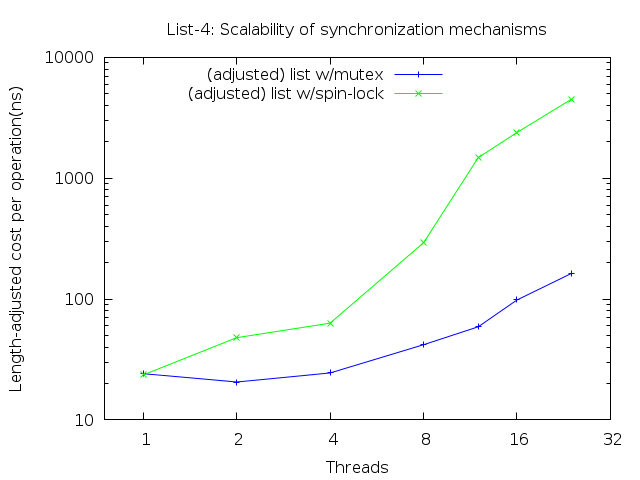 List-4: Scalability of synchronization mechanisms
(adjusted) list w/mutex
(adjusted) list w/spin-lock
Length-adjusted cost per operation(ns)
10000
1000
100
10
1 2 4 8 16 32
Threads